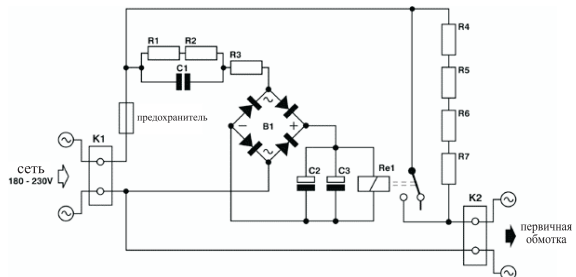 R1
R2
R3
R4
C1
R5
предохранитель
B1
~
~
−
+
R6
K1
C2
C3
Re1
R7
сеть
180 - 230V
K2
первичная
обмотка